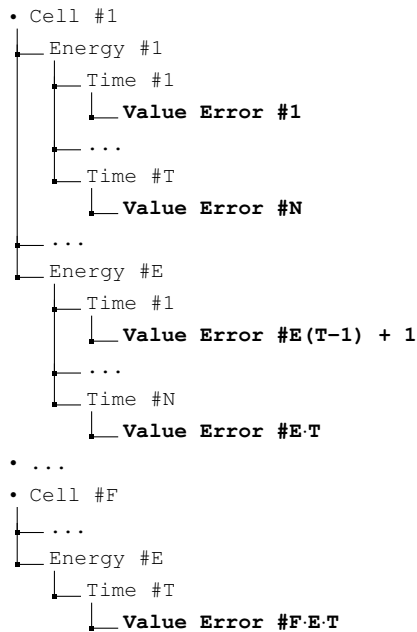 • Cell #1
Energy #1
Time #1
Value Error #1
...
Time #T
Value Error #N
...
Energy #E
Time #1
Value Error #E(T-1) + 1
...
Time #N
Value Error #E·T
• ...
• Cell #F
...
Energy #E
Time #T
Value Error #F·E·T